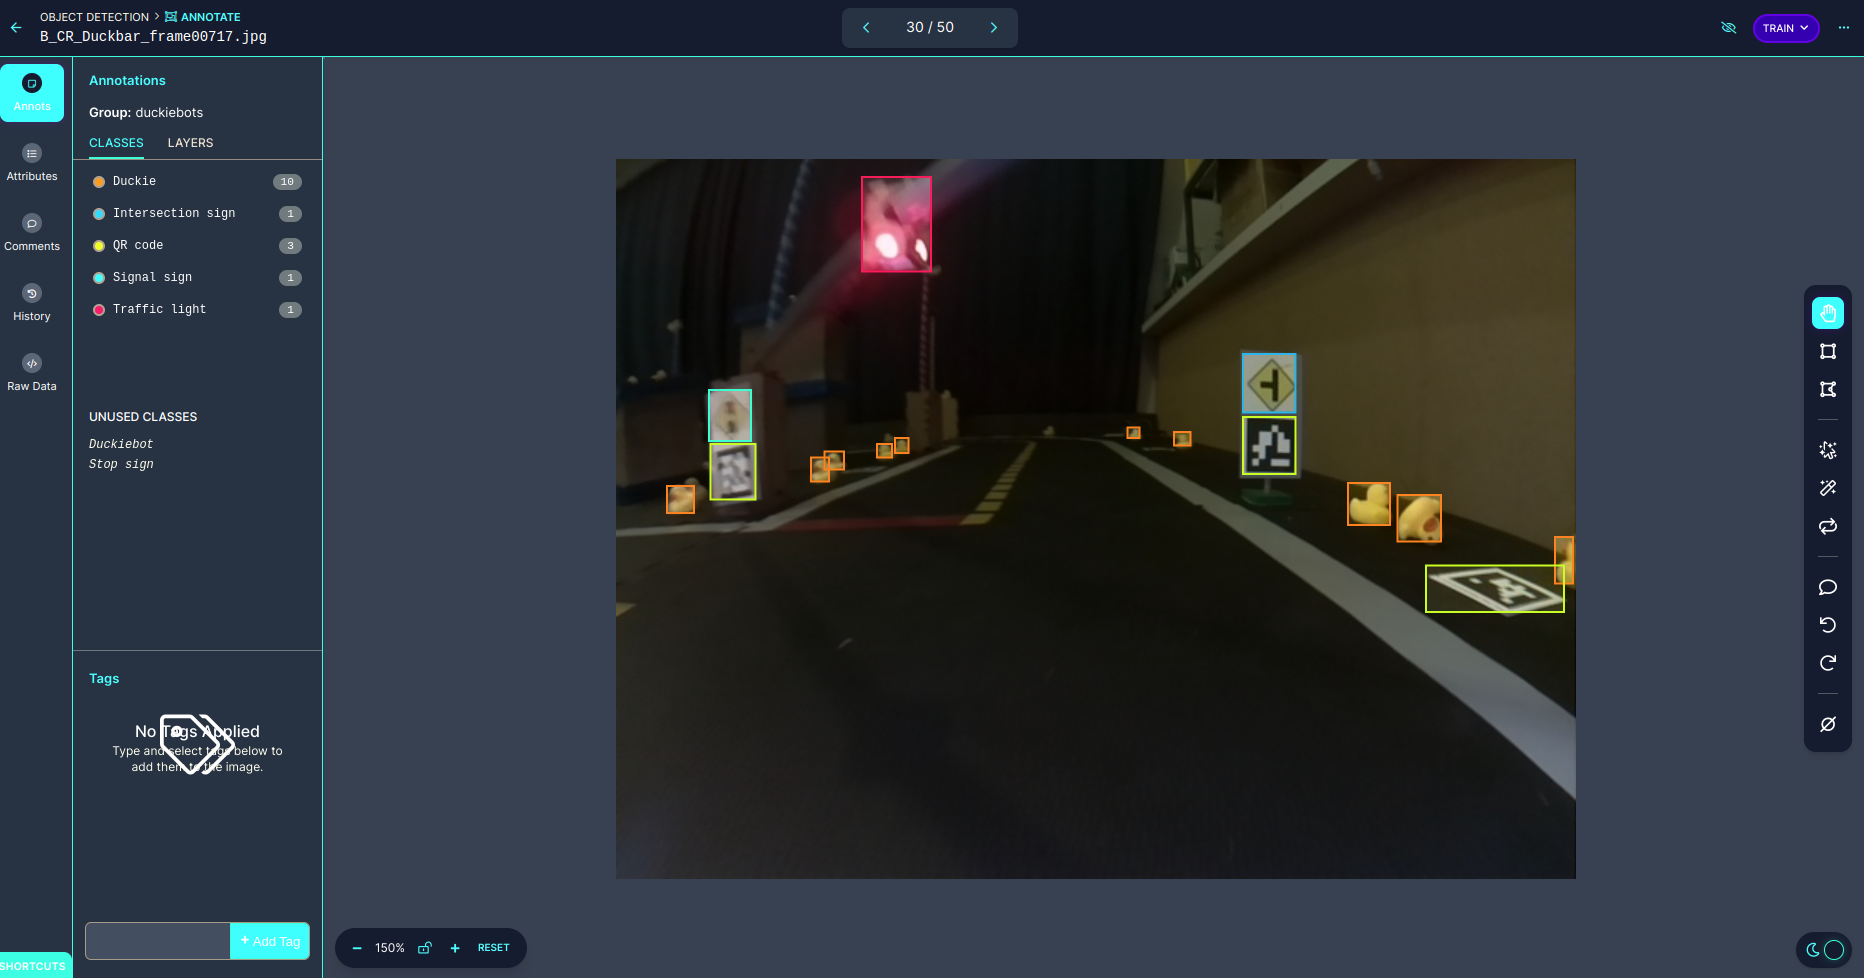 OBJECT DETECTION > ANNOTATE
B_CR_Duckbar_frame00717.jpg
30 / 50
TRAIN
Annots
Attributes
Comments
History
Raw Data
SHORTCUTS
Annotations
Group: duckiebots
CLASSES LAYERS
Duckie 10
Intersection sign 1
QR code 3
Signal sign 1
Traffic light 1
UNUSED CLASSES
Duckiebot
Stop sign
Tags
No Tags Applied
Type and select tags below to
add them to the image.
+ Add Tag
150%
RESET